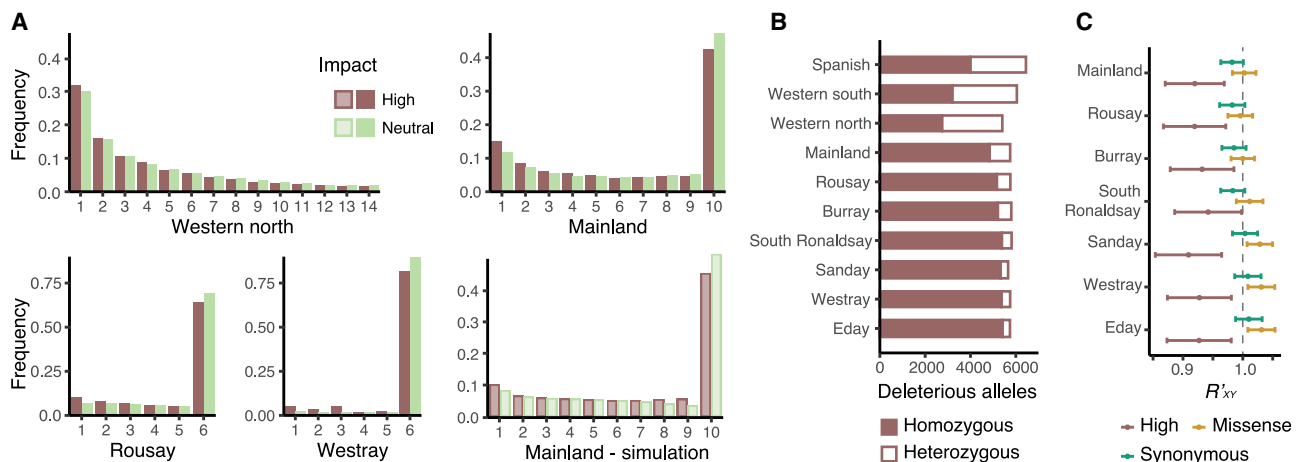 A
Frequency
0.4
0.3
0.2
0.1
0.0
1 2 3 4 5 6 7 8 9 10 11 12 13 14
Western north
Impact
High
Neutral
0.4
0.3
0.2
0.1
0.0
1 2 3 4 5 6 7 8 9 10
Mainland
Frequency
0.75
0.50
0.25
0.00
1 2 3 4 5 6
Rousay
0.75
0.50
0.25
0.00
1 2 3 4 5 6
Westray
0.4
0.3
0.2
0.1
0.0
1 2 3 4 5 6 7 8 9 10
Mainland - simulation
B
Spanish
Western south
Western north
Mainland
Rousay
Burray
South Ronaldsay
Sanday
Westray
Eday
0 2000 4000 6000
Deleterious alleles
Homozygous
Heterozygous
C
Mainland
Rousay
Burray
South
Ronaldsay
Sanday
Westray
Eday
0.9 1.0
R'XY
High Missense
Synonymous